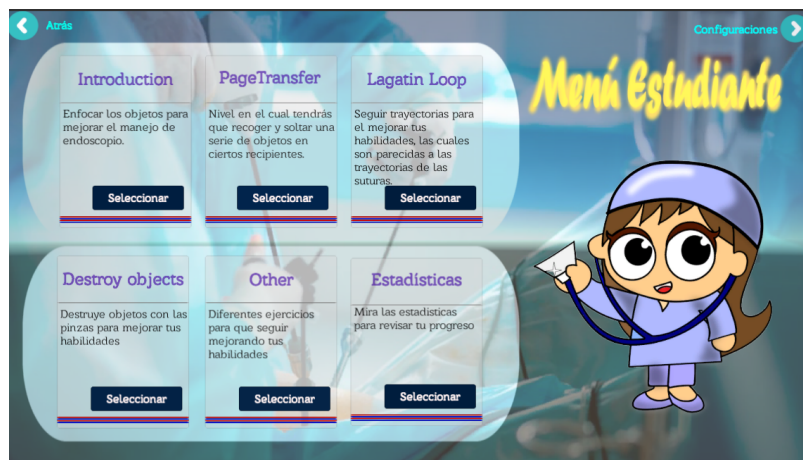 Atrás
Configuraciones
Menú Estudiante
Introduction
Enfocar los objetos para
mejorar el manejo de
endoscopio.
Seleccionar
PageTransfer
Nivel en el cual tendrás
que recoger y soltar una
serie de objetos en
ciertos recipientes.
Seleccionar
Lagatin Loop
Seguir trayectorias para
el mejorar tus
habilidades, las cuales
son parecidas a las
trayectorias de las
suturas.
Seleccionar
Destroy objects
Destruye objetos con las
pinzas para mejorar tus
habilidades
Seleccionar
Other
Diferentes ejercicios
para que seguir
mejorando tus
habilidades
Seleccionar
Estadísticas
Mira las estadisticas
para revisar tu progreso
Seleccionar